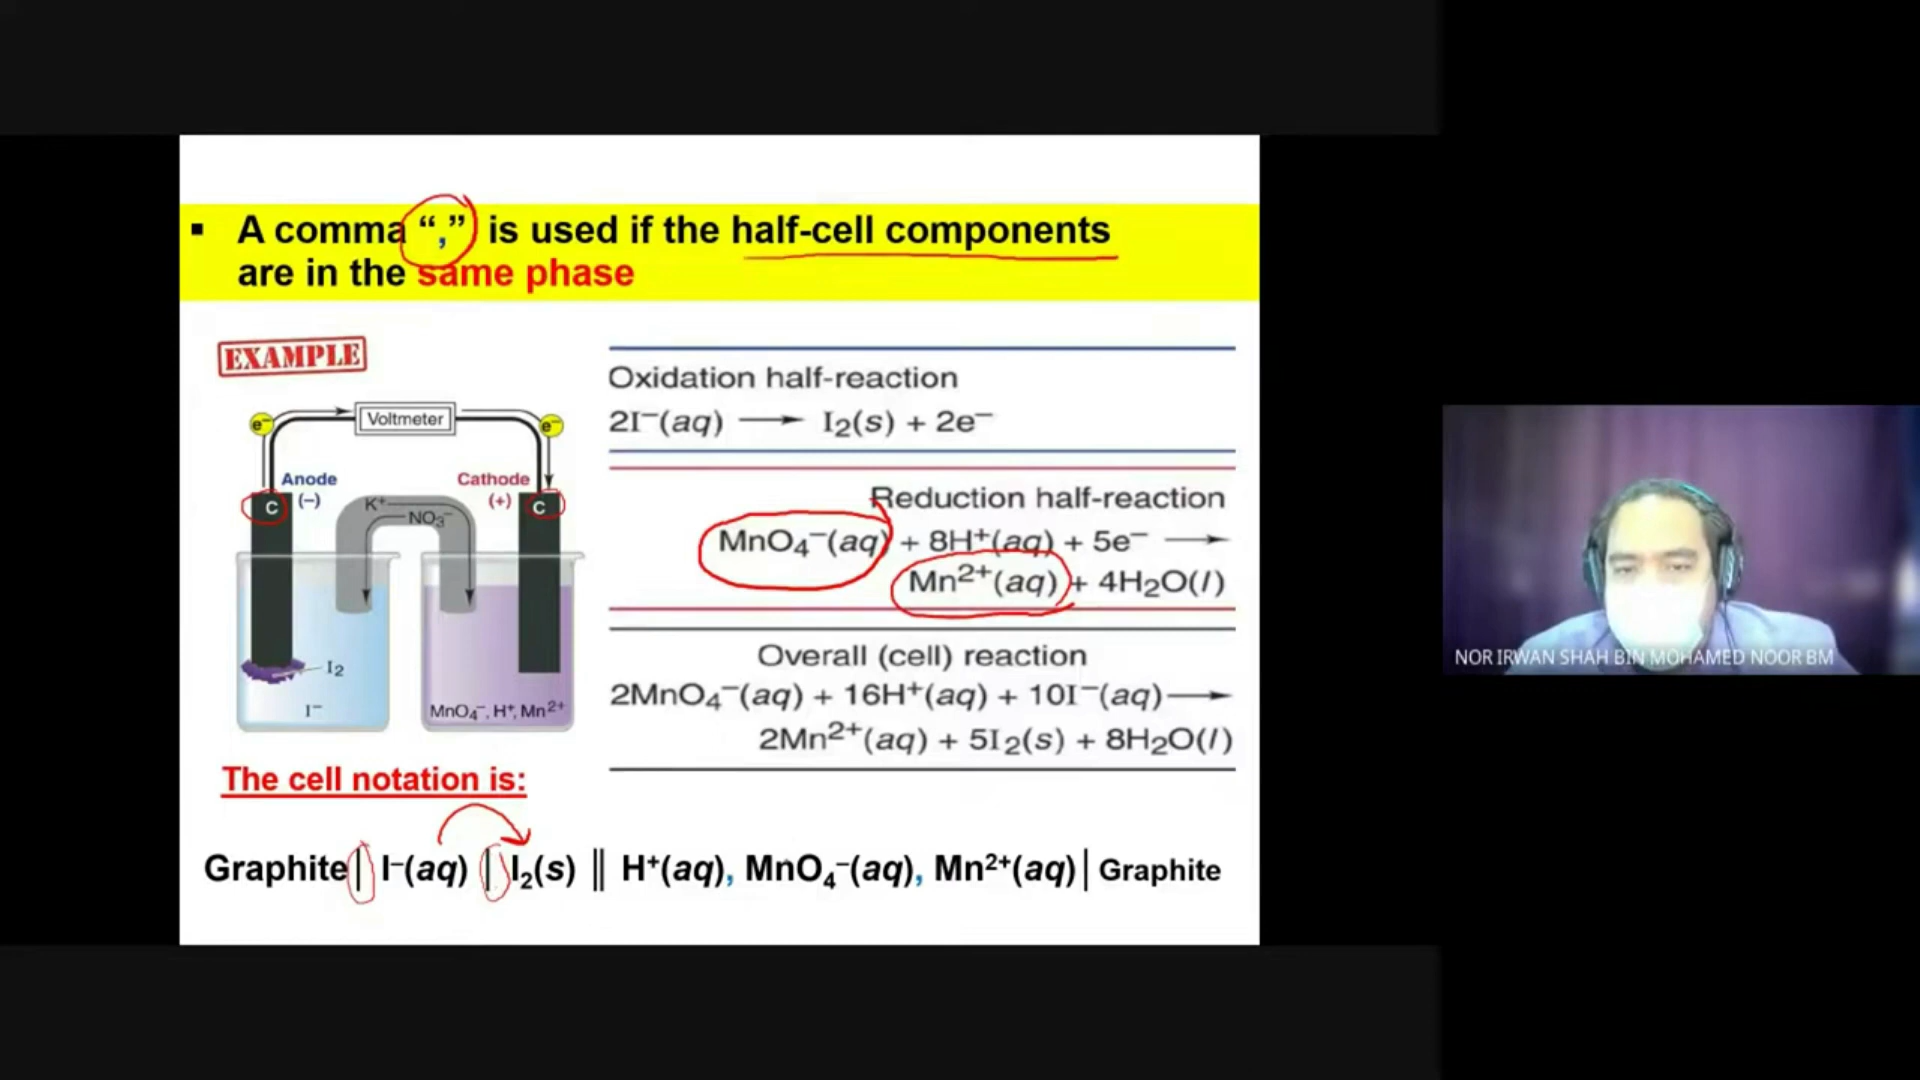 ▪ A comma “,” is used if the half-cell components
are in the same phase
EXAMPLE
Voltmeter
e⁻
e⁻
Anode
(−)
Cathode
(+)
C
C
K⁺
NO₃⁻
I₂
I⁻
MnO₄⁻, H⁺, Mn²⁺
Oxidation half-reaction
2I⁻(aq) ⟶ I₂(s) + 2e⁻
Reduction half-reaction
MnO₄⁻(aq) + 8H⁺(aq) + 5e⁻ ⟶
Mn²⁺(aq) + 4H₂O(l)
Overall (cell) reaction
2MnO₄⁻(aq) + 16H⁺(aq) + 10I⁻(aq) ⟶
2Mn²⁺(aq) + 5I₂(s) + 8H₂O(l)
The cell notation is:
Graphite | I⁻(aq) | I₂(s) ‖ H⁺(aq), MnO₄⁻(aq), Mn²⁺(aq) | Graphite
NOR IRWAN SHAH BIN MOHAMED NOOR BM